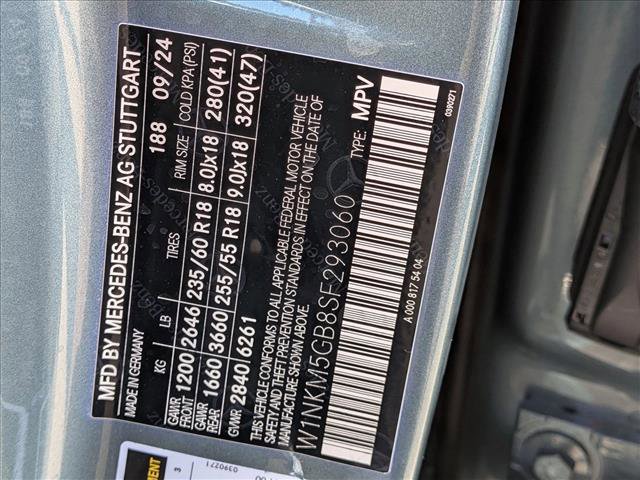 MFD BY MERCEDES-BENZ AG STUTTGART
IN GERMANY 188 09/24
KG LB TIRES RIM SIZE COLD KPA(PSI)
GAWR FRONT 1200 2646 235/60 R18 8.0Jx18 280(41)
GAWR REAR 1660 3660 255/55 R18 9.0Jx18 320(47)
GVWR 2840 6261
THIS VEHICLE CONFORMS TO ALL APPLICABLE FEDERAL MOTOR VEHICLE
SAFETY AND THEFT PREVENTION STANDARDS IN EFFECT ON THE DATE OF
MANUFACTURE SHOWN ABOVE.
W1NKM5GB8SF293060 TYPE: MPV
A 000 817 54 04 0390271
3
0390271